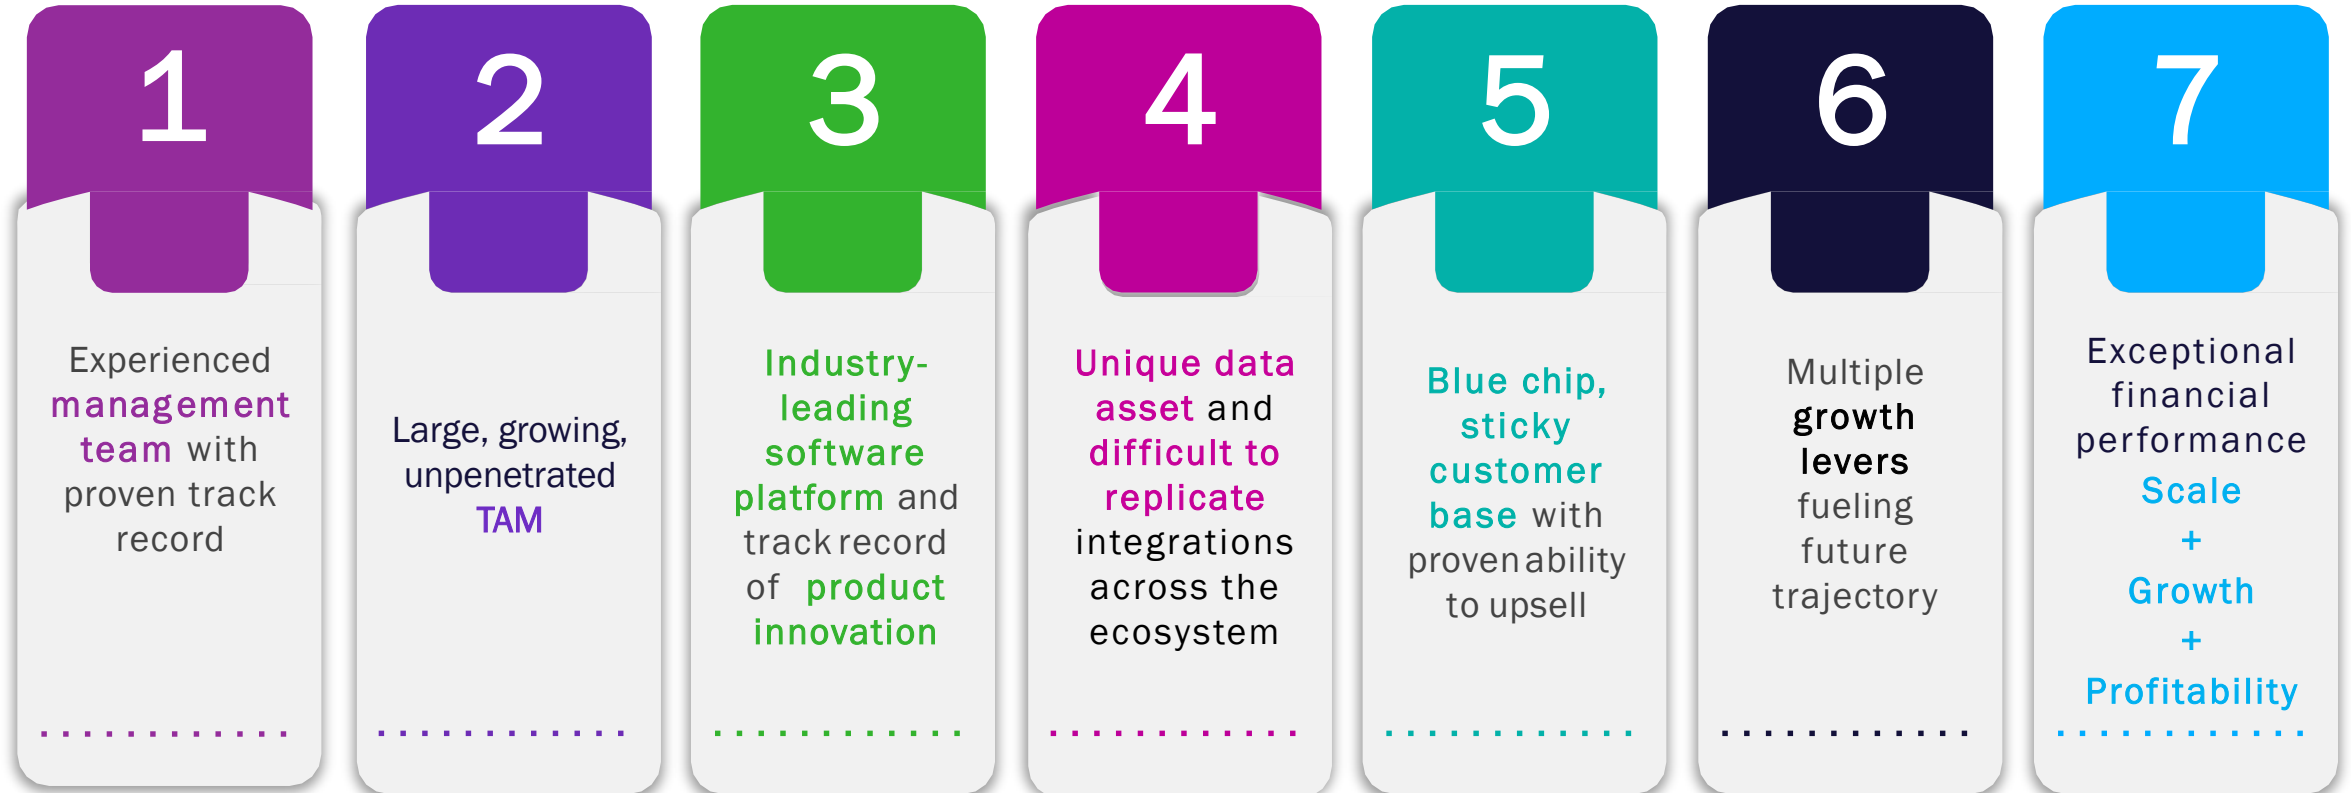 1
Experienced
management
team with
proven track
record
2
Large, growing,
unpenetrated
TAM
3
Industry-
leading
software
platform and
track record
of product
innovation
4
Unique data
asset and
difficult to
replicate
integrations
across the
ecosystem
5
Blue chip,
sticky
customer
base with
proven ability
to upsell
6
Multiple
growth
levers
fueling
future
trajectory
7
Exceptional
financial
performance
Scale
+
Growth
+
Profitability